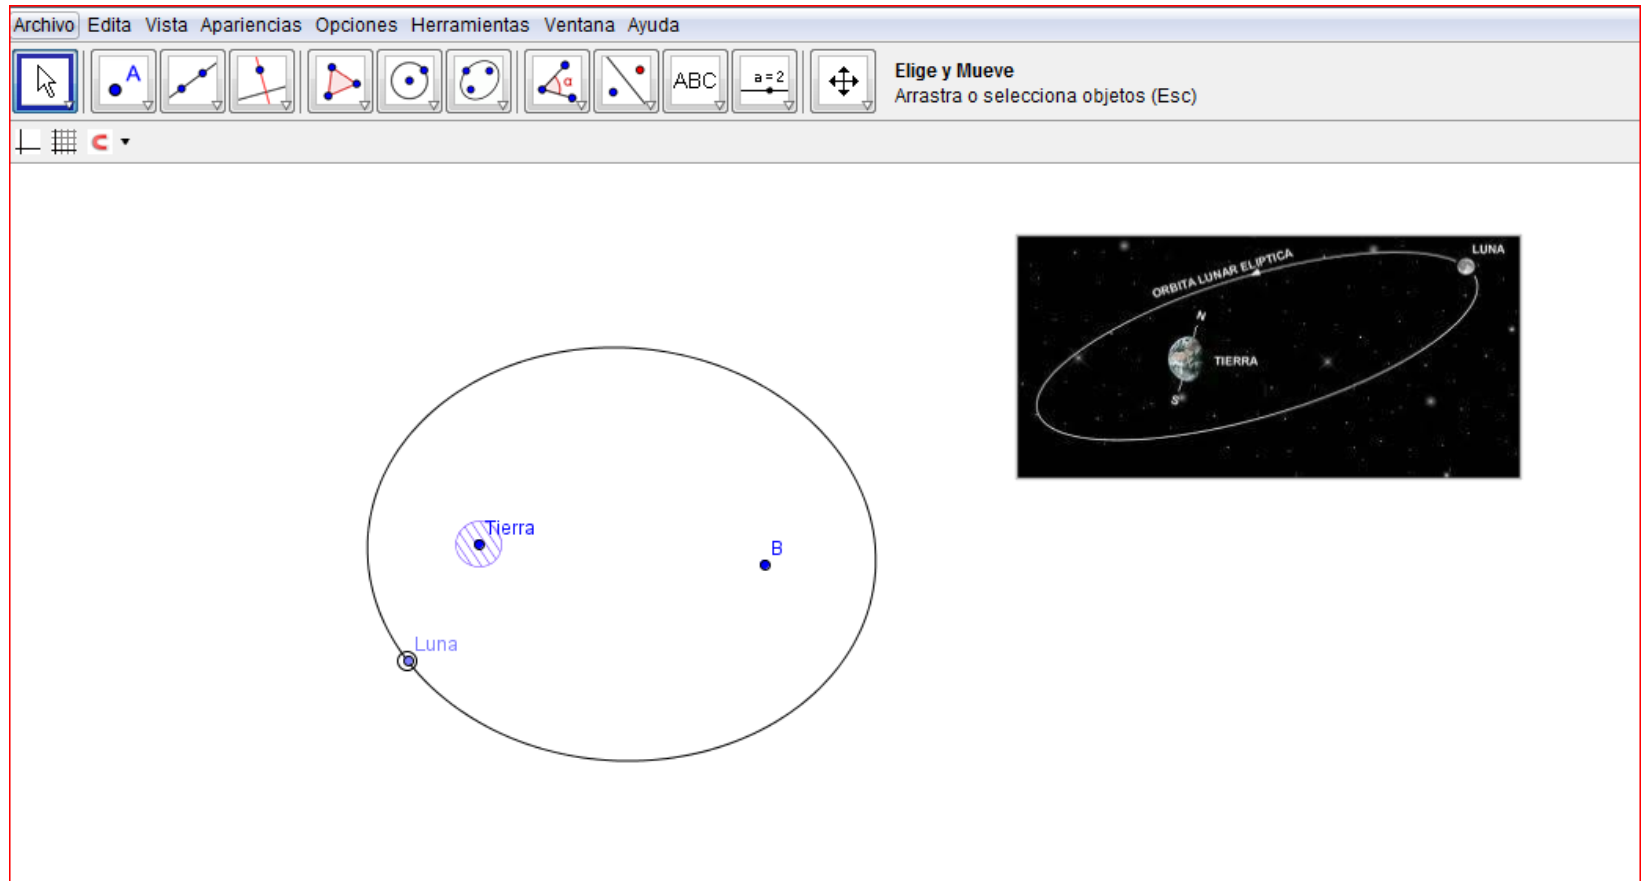 Archivo Edita Vista Apariencias Opciones Herramientas Ventana Ayuda
A
α
ABC
a=2
Elige y Mueve
Arrastra o selecciona objetos (Esc)
LUNA
ORBITA LUNAR ELIPTICA
N
TIERRA
S
Tierra
B
Luna